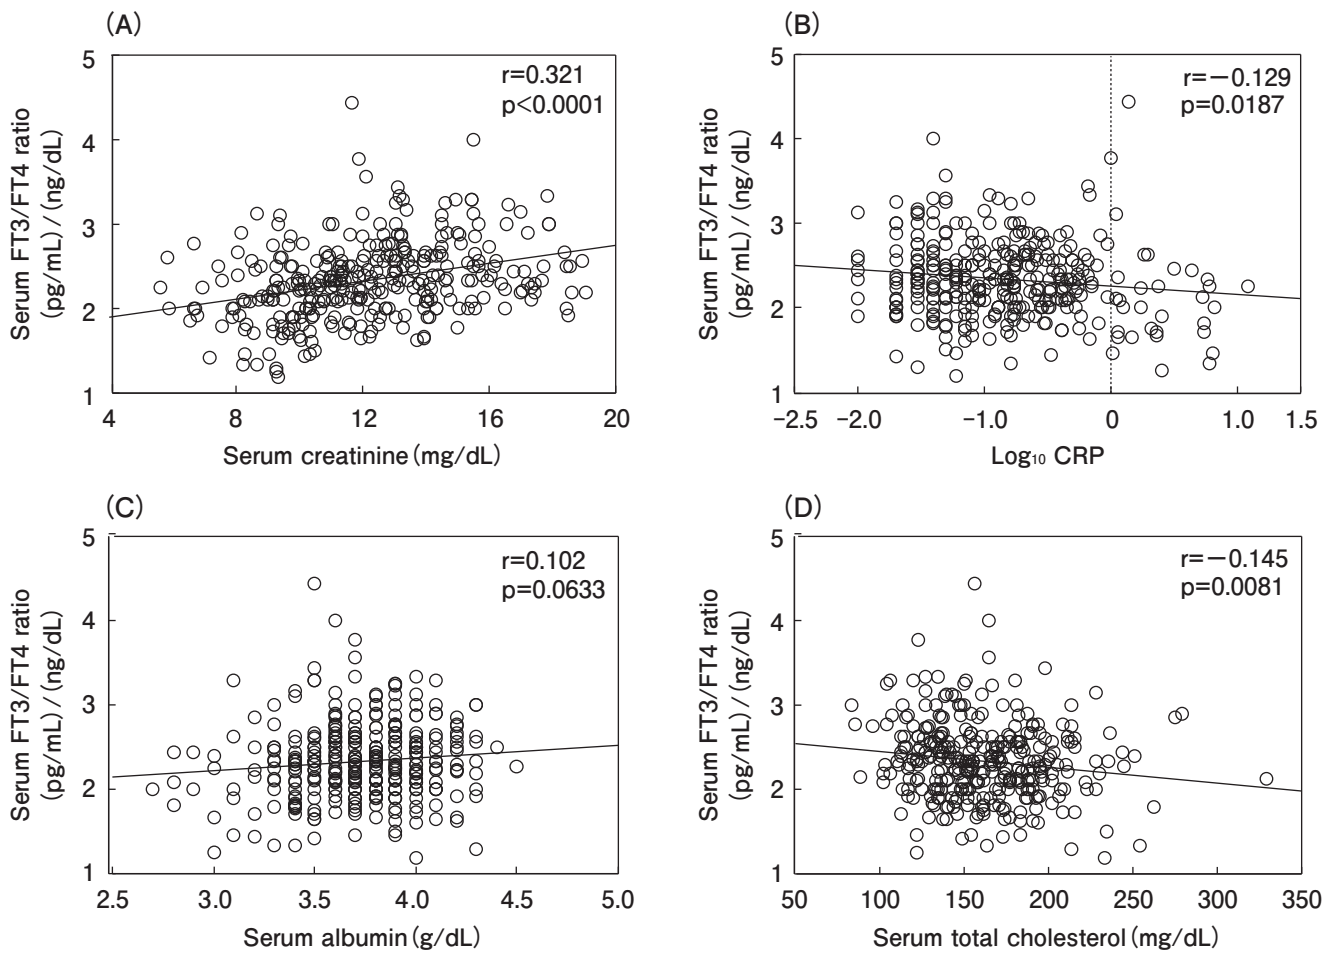 (A)
r=0.321
p<0.0001
Serum FT3/FT4 ratio
(pg/mL)/(ng/dL)
5
4
3
2
1
4 8 12 16 20
Serum creatinine(mg/dL)
(B)
r=−0.129
p=0.0187
Serum FT3/FT4 ratio
(pg/mL)/(ng/dL)
5
4
3
2
1
−2.5 −2.0 −1.0 0 1.0 1.5
Log₁₀ CRP
(C)
r=0.102
p=0.0633
Serum FT3/FT4 ratio
(pg/mL)/(ng/dL)
5
4
3
2
1
2.5 3.0 3.5 4.0 4.5 5.0
Serum albumin(g/dL)
(D)
r=−0.145
p=0.0081
Serum FT3/FT4 ratio
(pg/mL)/(ng/dL)
5
4
3
2
1
50 100 150 200 250 300 350
Serum total cholesterol(mg/dL)